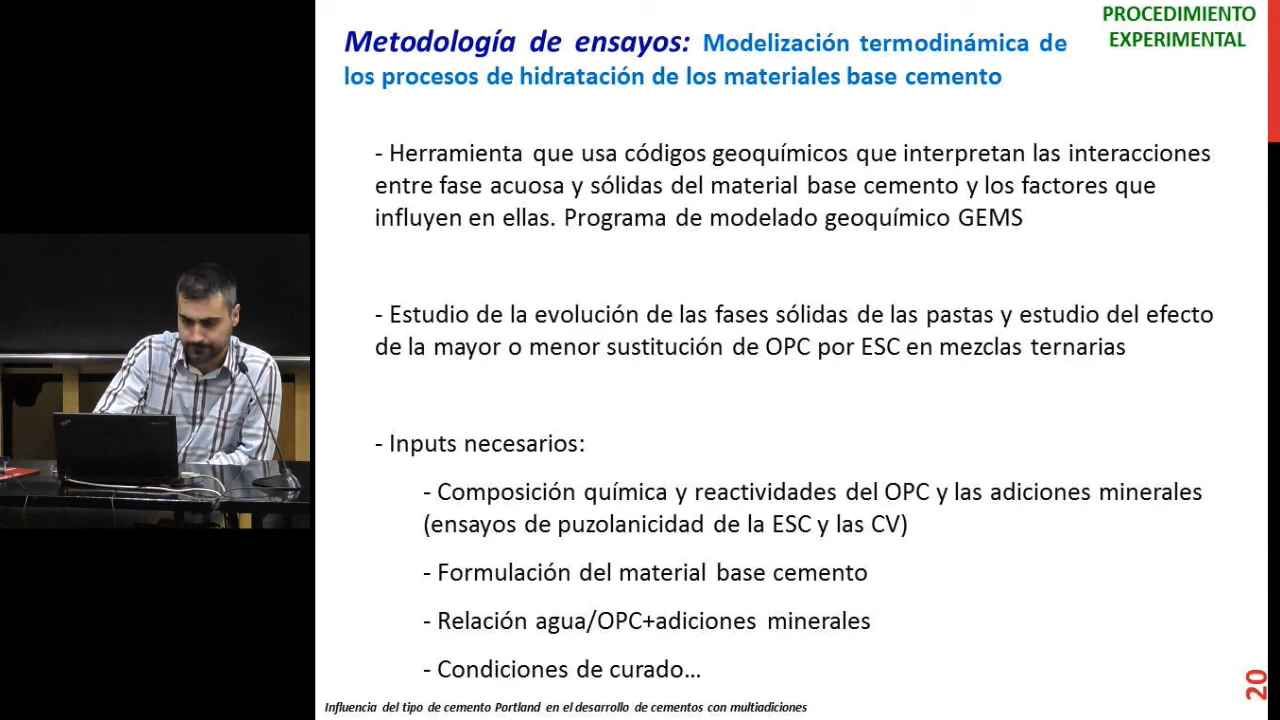 PROCEDIMIENTO
EXPERIMENTAL
Metodología de ensayos: Modelización termodinámica de
los procesos de hidratación de los materiales base cemento
- Herramienta que usa códigos geoquímicos que interpretan las interacciones
entre fase acuosa y sólidas del material base cemento y los factores que
influyen en ellas. Programa de modelado geoquímico GEMS
- Estudio de la evolución de las fases sólidas de las pastas y estudio del efecto
de la mayor o menor sustitución de OPC por ESC en mezclas ternarias
- Inputs necesarios:
- Composición química y reactividades del OPC y las adiciones minerales
(ensayos de puzolanicidad de la ESC y las CV)
- Formulación del material base cemento
- Relación agua/OPC+adiciones minerales
- Condiciones de curado...
Influencia del tipo de cemento Portland en el desarrollo de cementos con multiadiciones
20